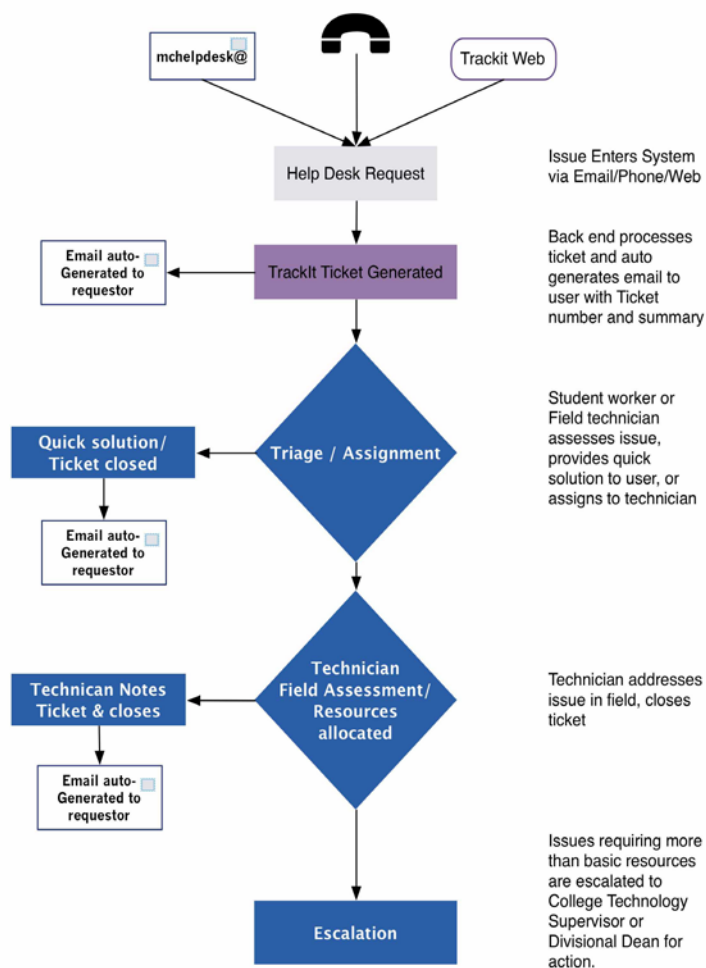 mchelpdesk@
Trackit Web
Help Desk Request
Issue Enters System
via Email/Phone/Web
Email auto-
Generated to
requestor
TrackIt Ticket Generated
Back end processes
ticket and auto
generates email to
user with Ticket
number and summary
Quick solution/
Ticket closed
Triage / Assignment
Student worker or
Field technician
assesses issue,
provides quick
solution to user, or
assigns to technician
Email auto-
Generated to
requestor
Technican Notes
Ticket & closes
Technician
Field Assessment/
Resources
allocated
Technician addresses
issue in field, closes
ticket
Email auto-
Generated to
requestor
Escalation
Issues requiring more
than basic resources
are escalated to
College Technology
Supervisor or
Divisional Dean for
action.